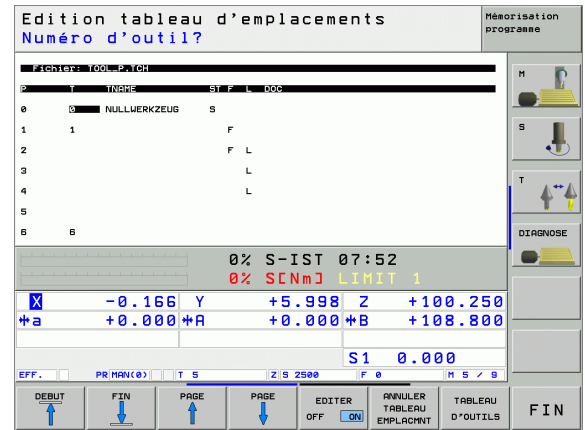 Edition tableau d'emplacements
Numéro d'outil?
Mémorisation
programme
Fichier: TOOL_P.TCH
P T TNAME ST F L DOC
0 0 NULLWERKZEUG S
1 1 F
2 F L
3 L
4 L
5
6 6
M
S
T
DIAGNOSE
0% S-IST 07:52
0% S[Nm] LIMIT 1
X -0.166 Y +5.998 Z +100.250
a +0.000 A +0.000 B +108.800
S1 0.000
EFF. PR MAN(0) T 5 Z S 2500 F 0 M 5 / 9
DEBUT
FIN
PAGE
PAGE
EDITER
OFF ON
ANNULER
TABLEAU
EMPLACMNT
TABLEAU
D'OUTILS
FIN